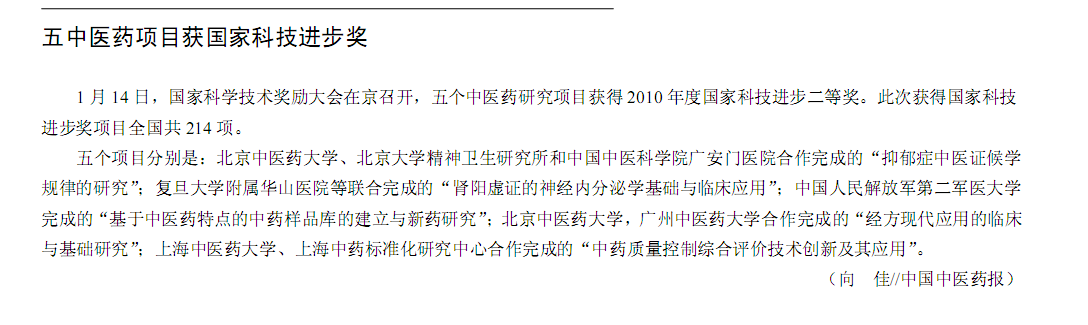 五中医药项目获国家科技进步奖
1 月 14 日，国家科学技术奖励大会在京召开，五个中医药研究项目获得 2010 年度国家科技进步二等奖。此次获得国家科技
进步奖项目全国共 214 项。
五个项目分别是：北京中医药大学、北京大学精神卫生研究所和中国中医科学院广安门医院合作完成的“抑郁症中医证候学
规律的研究”；复旦大学附属华山医院等联合完成的“肾阳虚证的神经内分泌学基础与临床应用”；中国人民解放军第二军医大学
完成的“基于中医药特点的中药样品库的建立与新药研究”；北京中医药大学，广州中医药大学合作完成的“经方现代应用的临床
与基础研究”；上海中医药大学、上海中药标准化研究中心合作完成的“中药质量控制综合评价技术创新及其应用”。
（向　佳//中国中医药报）